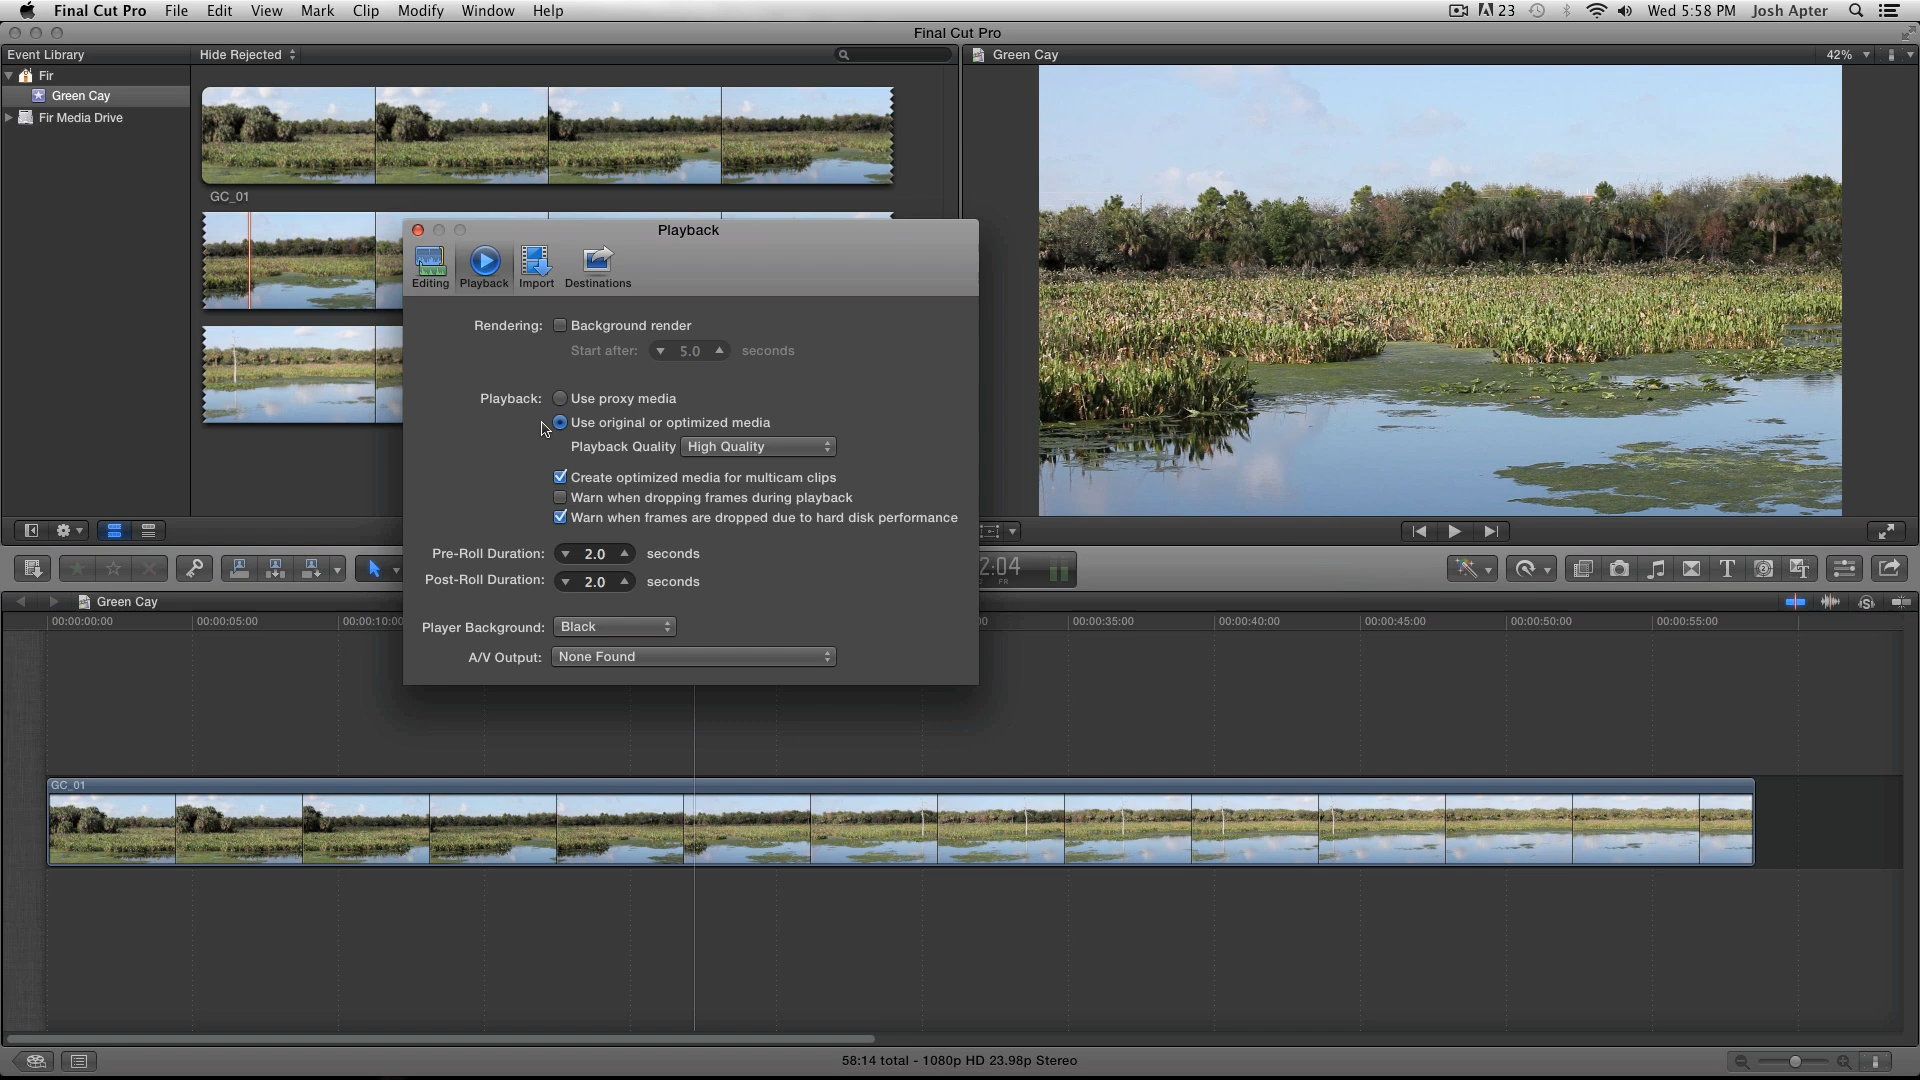 Final Cut Pro File Edit View Mark Clip Modify Window Help 23 Wed 5:58 PM Josh Apter
Final Cut Pro
Event Library Hide Rejected Green Cay 42%
Fir
Green Cay
Fir Media Drive
GC_01
Playback
Editing Playback Import Destinations
Rendering: Background render
Start after: 5.0 seconds
Playback: Use proxy media
Use original or optimized media
Playback Quality High Quality
Create optimized media for multicam clips
Warn when dropping frames during playback
Warn when frames are dropped due to hard disk performance
Pre-Roll Duration: 2.0 seconds
Post-Roll Duration: 2.0 seconds
Player Background: Black
A/V Output: None Found
2:04
FR
Green Cay
00:00:00:00 00:00:05:00 00:00:10:00 00:00:35:00 00:00:40:00 00:00:45:00 00:00:50:00 00:00:55:00
GC_01
58:14 total - 1080p HD 23.98p Stereo